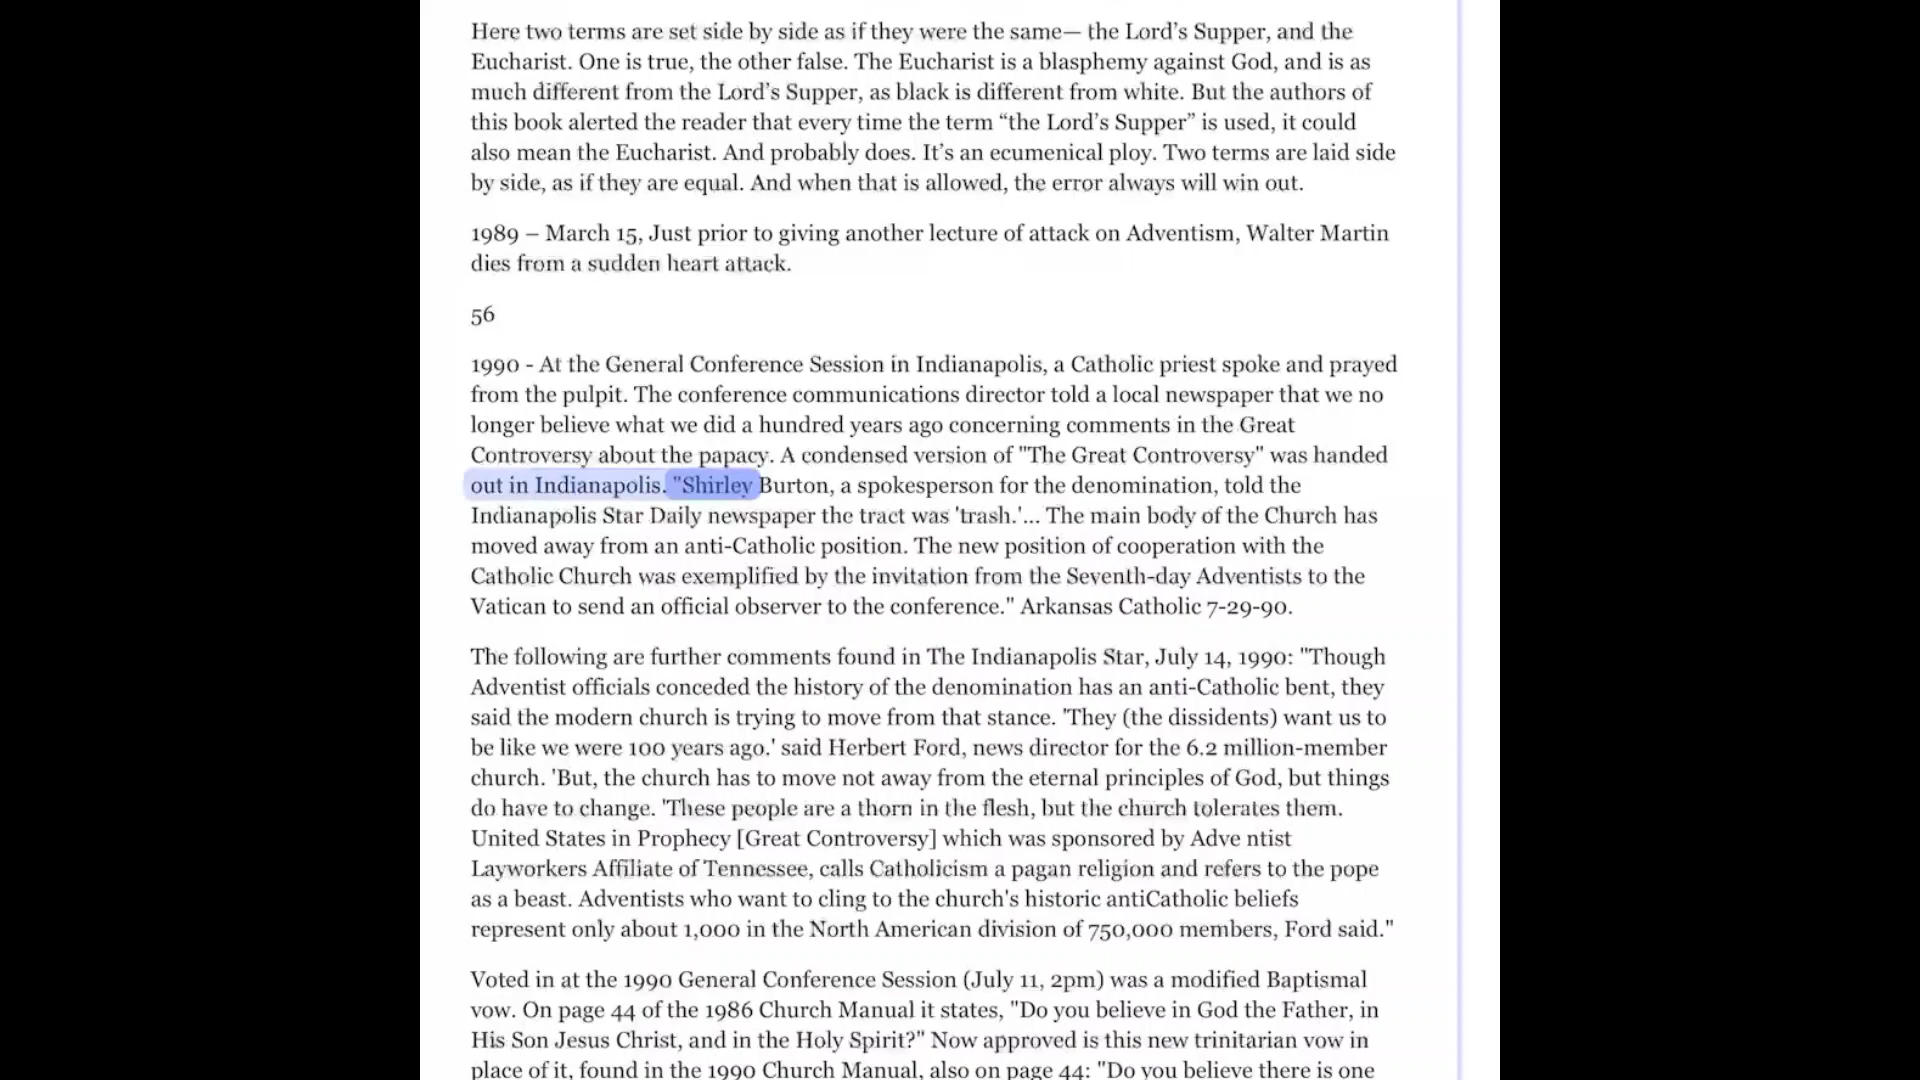 Here two terms are set side by side as if they were the same— the Lord’s Supper, and the
Eucharist. One is true, the other false. The Eucharist is a blasphemy against God, and is as
much different from the Lord’s Supper, as black is different from white. But the authors of
this book alerted the reader that every time the term “the Lord’s Supper” is used, it could
also mean the Eucharist. And probably does. It’s an ecumenical ploy. Two terms are laid side
by side, as if they are equal. And when that is allowed, the error always will win out.
1989 – March 15, Just prior to giving another lecture of attack on Adventism, Walter Martin
dies from a sudden heart attack.
56
1990 - At the General Conference Session in Indianapolis, a Catholic priest spoke and prayed
from the pulpit. The conference communications director told a local newspaper that we no
longer believe what we did a hundred years ago concerning comments in the Great
Controversy about the papacy. A condensed version of "The Great Controversy" was handed
out in Indianapolis. "Shirley Burton, a spokesperson for the denomination, told the
Indianapolis Star Daily newspaper the tract was 'trash.'... The main body of the Church has
moved away from an anti-Catholic position. The new position of cooperation with the
Catholic Church was exemplified by the invitation from the Seventh-day Adventists to the
Vatican to send an official observer to the conference." Arkansas Catholic 7-29-90.
The following are further comments found in The Indianapolis Star, July 14, 1990: "Though
Adventist officials conceded the history of the denomination has an anti-Catholic bent, they
said the modern church is trying to move from that stance. 'They (the dissidents) want us to
be like we were 100 years ago.' said Herbert Ford, news director for the 6.2 million-member
church. 'But, the church has to move not away from the eternal principles of God, but things
do have to change. 'These people are a thorn in the flesh, but the church tolerates them.
United States in Prophecy [Great Controversy] which was sponsored by Adve ntist
Layworkers Affiliate of Tennessee, calls Catholicism a pagan religion and refers to the pope
as a beast. Adventists who want to cling to the church's historic antiCatholic beliefs
represent only about 1,000 in the North American division of 750,000 members, Ford said."
Voted in at the 1990 General Conference Session (July 11, 2pm) was a modified Baptismal
vow. On page 44 of the 1986 Church Manual it states, "Do you believe in God the Father, in
His Son Jesus Christ, and in the Holy Spirit?" Now approved is this new trinitarian vow in
place of it, found in the 1990 Church Manual, also on page 44: "Do you believe there is one